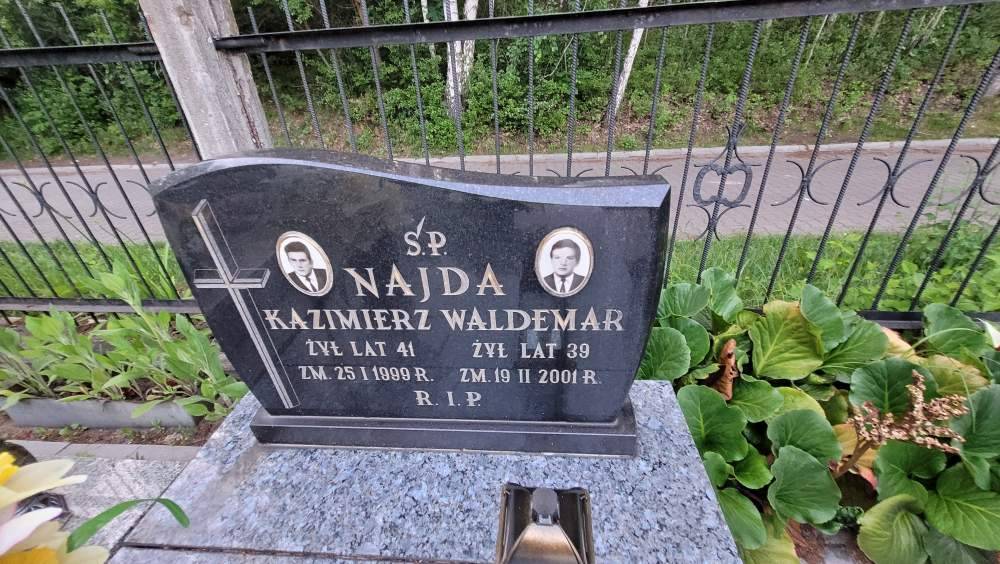 Ś.P.
NAJDA
KAZIMIERZ WALDEMAR
ŻYŁ LAT 41 ŻYŁ LAT 39
ZM. 25 I 1999 R. ZM. 19 II 2001 R.
R.I.P.